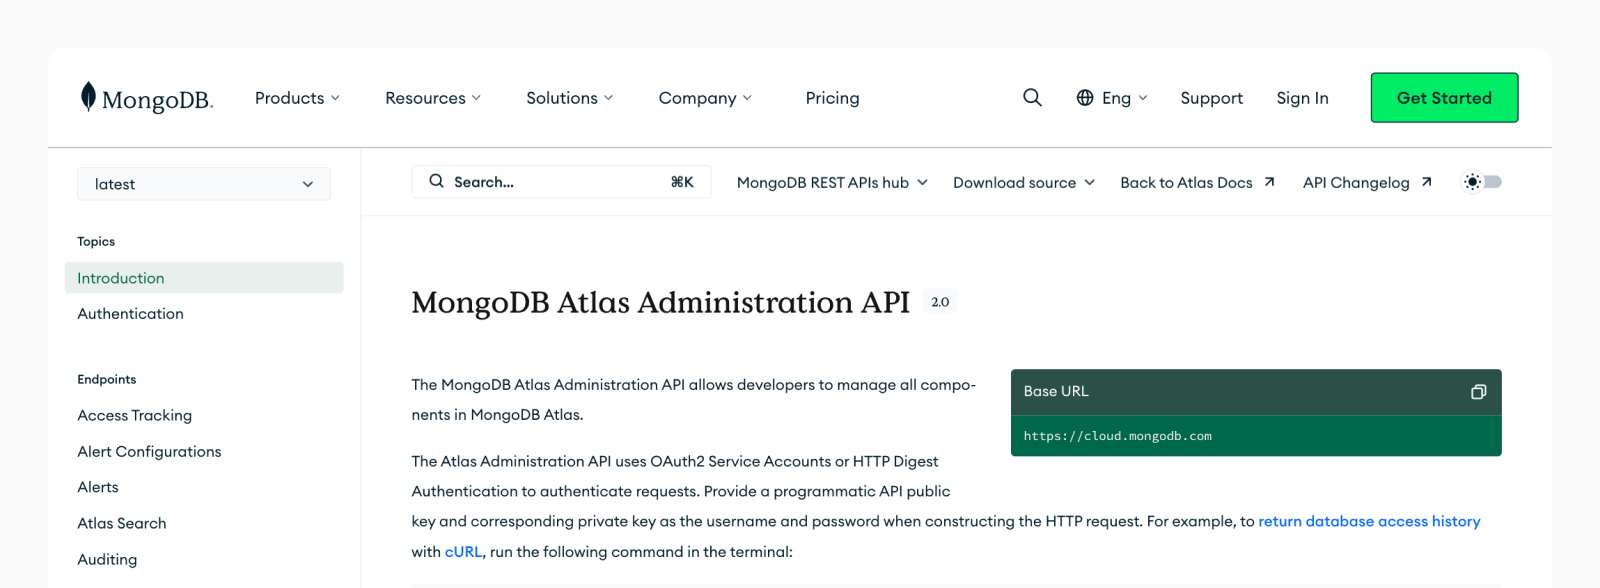 MongoDB.
Products
Resources
Solutions
Company
Pricing
Eng
Support
Sign In
Get Started
latest
Search...
⌘K
MongoDB REST APIs hub
Download source
Back to Atlas Docs
API Changelog
Topics
Introduction
Authentication
Endpoints
Access Tracking
Alert Configurations
Alerts
Atlas Search
Auditing
MongoDB Atlas Administration API 2.0
The MongoDB Atlas Administration API allows developers to manage all compo-
nents in MongoDB Atlas.
Base URL
https://cloud.mongodb.com
The Atlas Administration API uses OAuth2 Service Accounts or HTTP Digest
Authentication to authenticate requests. Provide a programmatic API public
key and corresponding private key as the username and password when constructing the HTTP request. For example, to return database access history
with cURL, run the following command in the terminal: